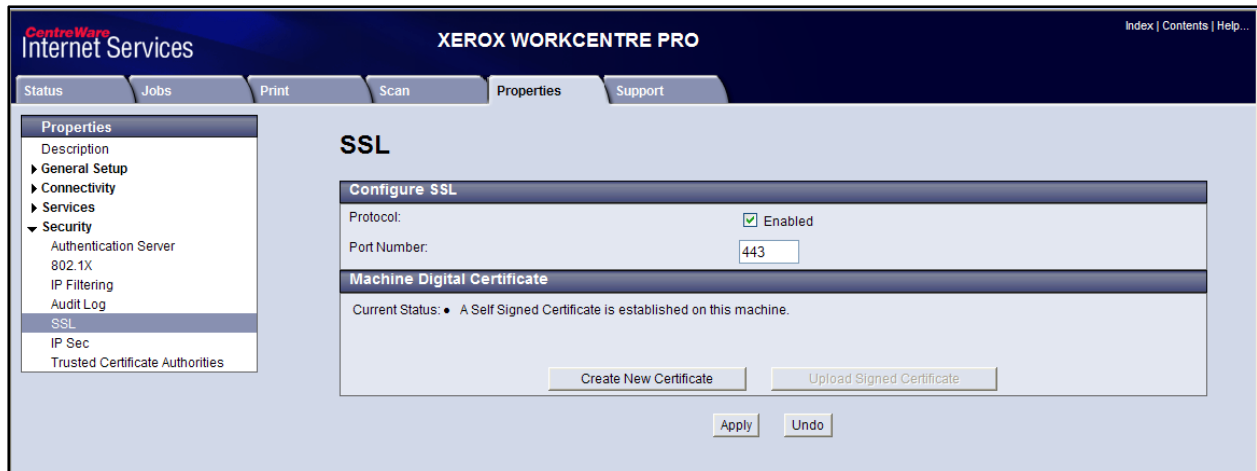 CentreWare
Internet Services
XEROX WORKCENTRE PRO
Index | Contents | Help...
Status Jobs Print Scan Properties Support
Properties
Description
General Setup
Connectivity
Services
Security
Authentication Server
802.1X
IP Filtering
Audit Log
SSL
IP Sec
Trusted Certificate Authorities
SSL
Configure SSL
Protocol: Enabled
Port Number: 443
Machine Digital Certificate
Current Status: • A Self Signed Certificate is established on this machine.
Create New Certificate Upload Signed Certificate
Apply Undo